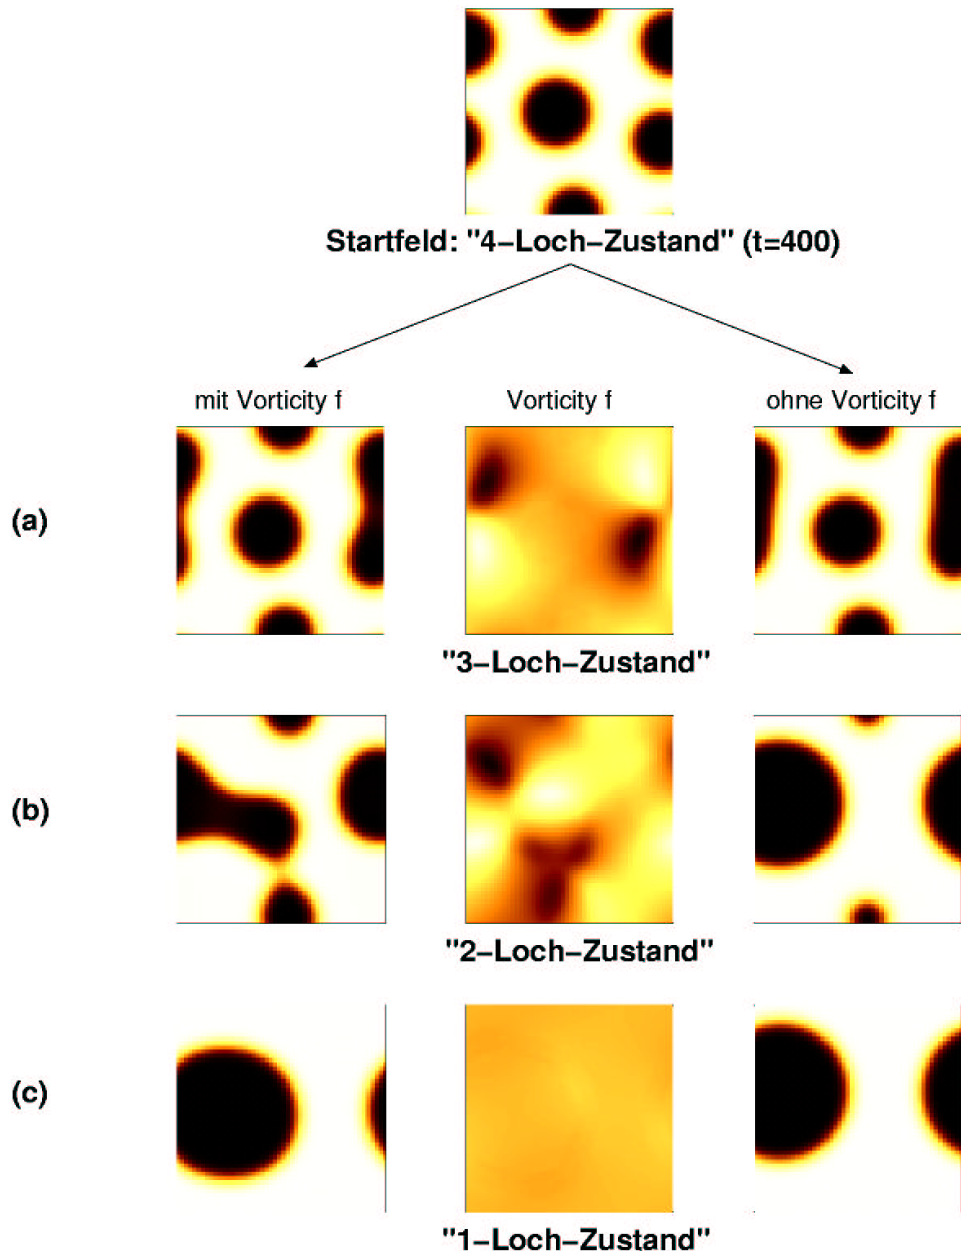 Startfeld: "4−Loch−Zustand" (t=400)
mit Vorticity f
Vorticity f
ohne Vorticity f
(a)
"3−Loch−Zustand"
(b)
"2−Loch−Zustand"
(c)
"1−Loch−Zustand"